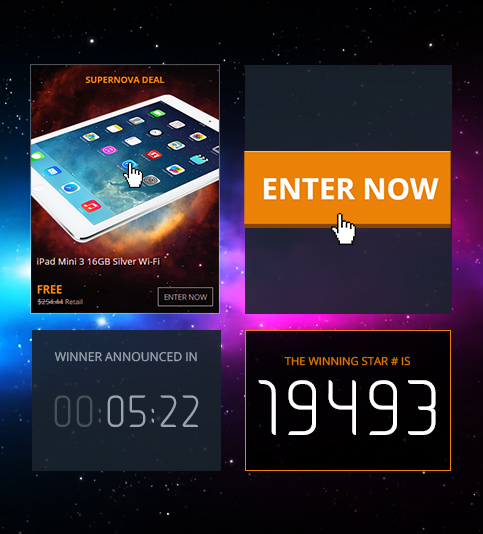 SUPERNOVA DEAL
iPad Mini 3 16GB Silver Wi-Fi
FREE
$254.44 Retail
ENTER NOW
ENTER NOW
WINNER ANNOUNCED IN
00:05:22
THE WINNING STAR # IS
19493